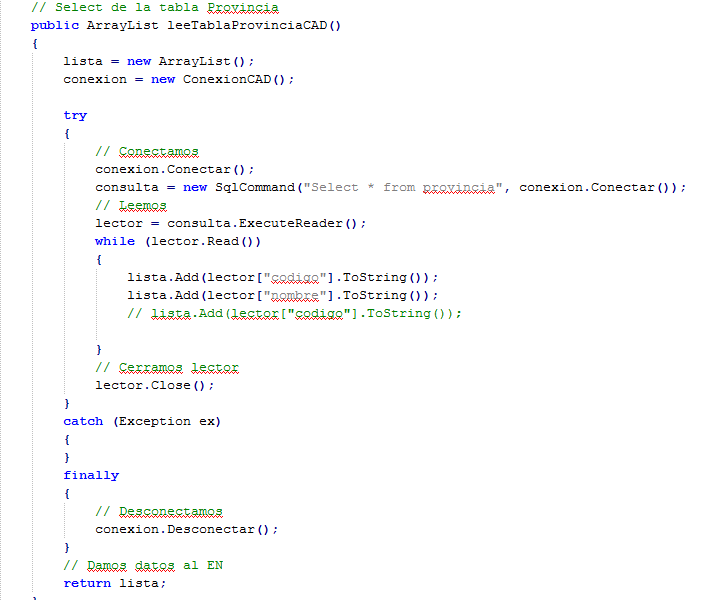 // Select de la tabla Provincia
public ArrayList leeTablaProvinciaCAD()
{
lista = new ArrayList();
conexion = new ConexionCAD();
try
{
// Conectamos
conexion.Conectar();
consulta = new SqlCommand("Select * from provincia", conexion.Conectar());
// Leemos
lector = consulta.ExecuteReader();
while (lector.Read())
{
lista.Add(lector["codigo"].ToString());
lista.Add(lector["nombre"].ToString());
// lista.Add(lector["codigo"].ToString());
}
// Cerramos lector
lector.Close();
}
catch (Exception ex)
{
}
finally
{
// Desconectamos
conexion.Desconectar();
}
// Damos datos al EN
return lista;
}